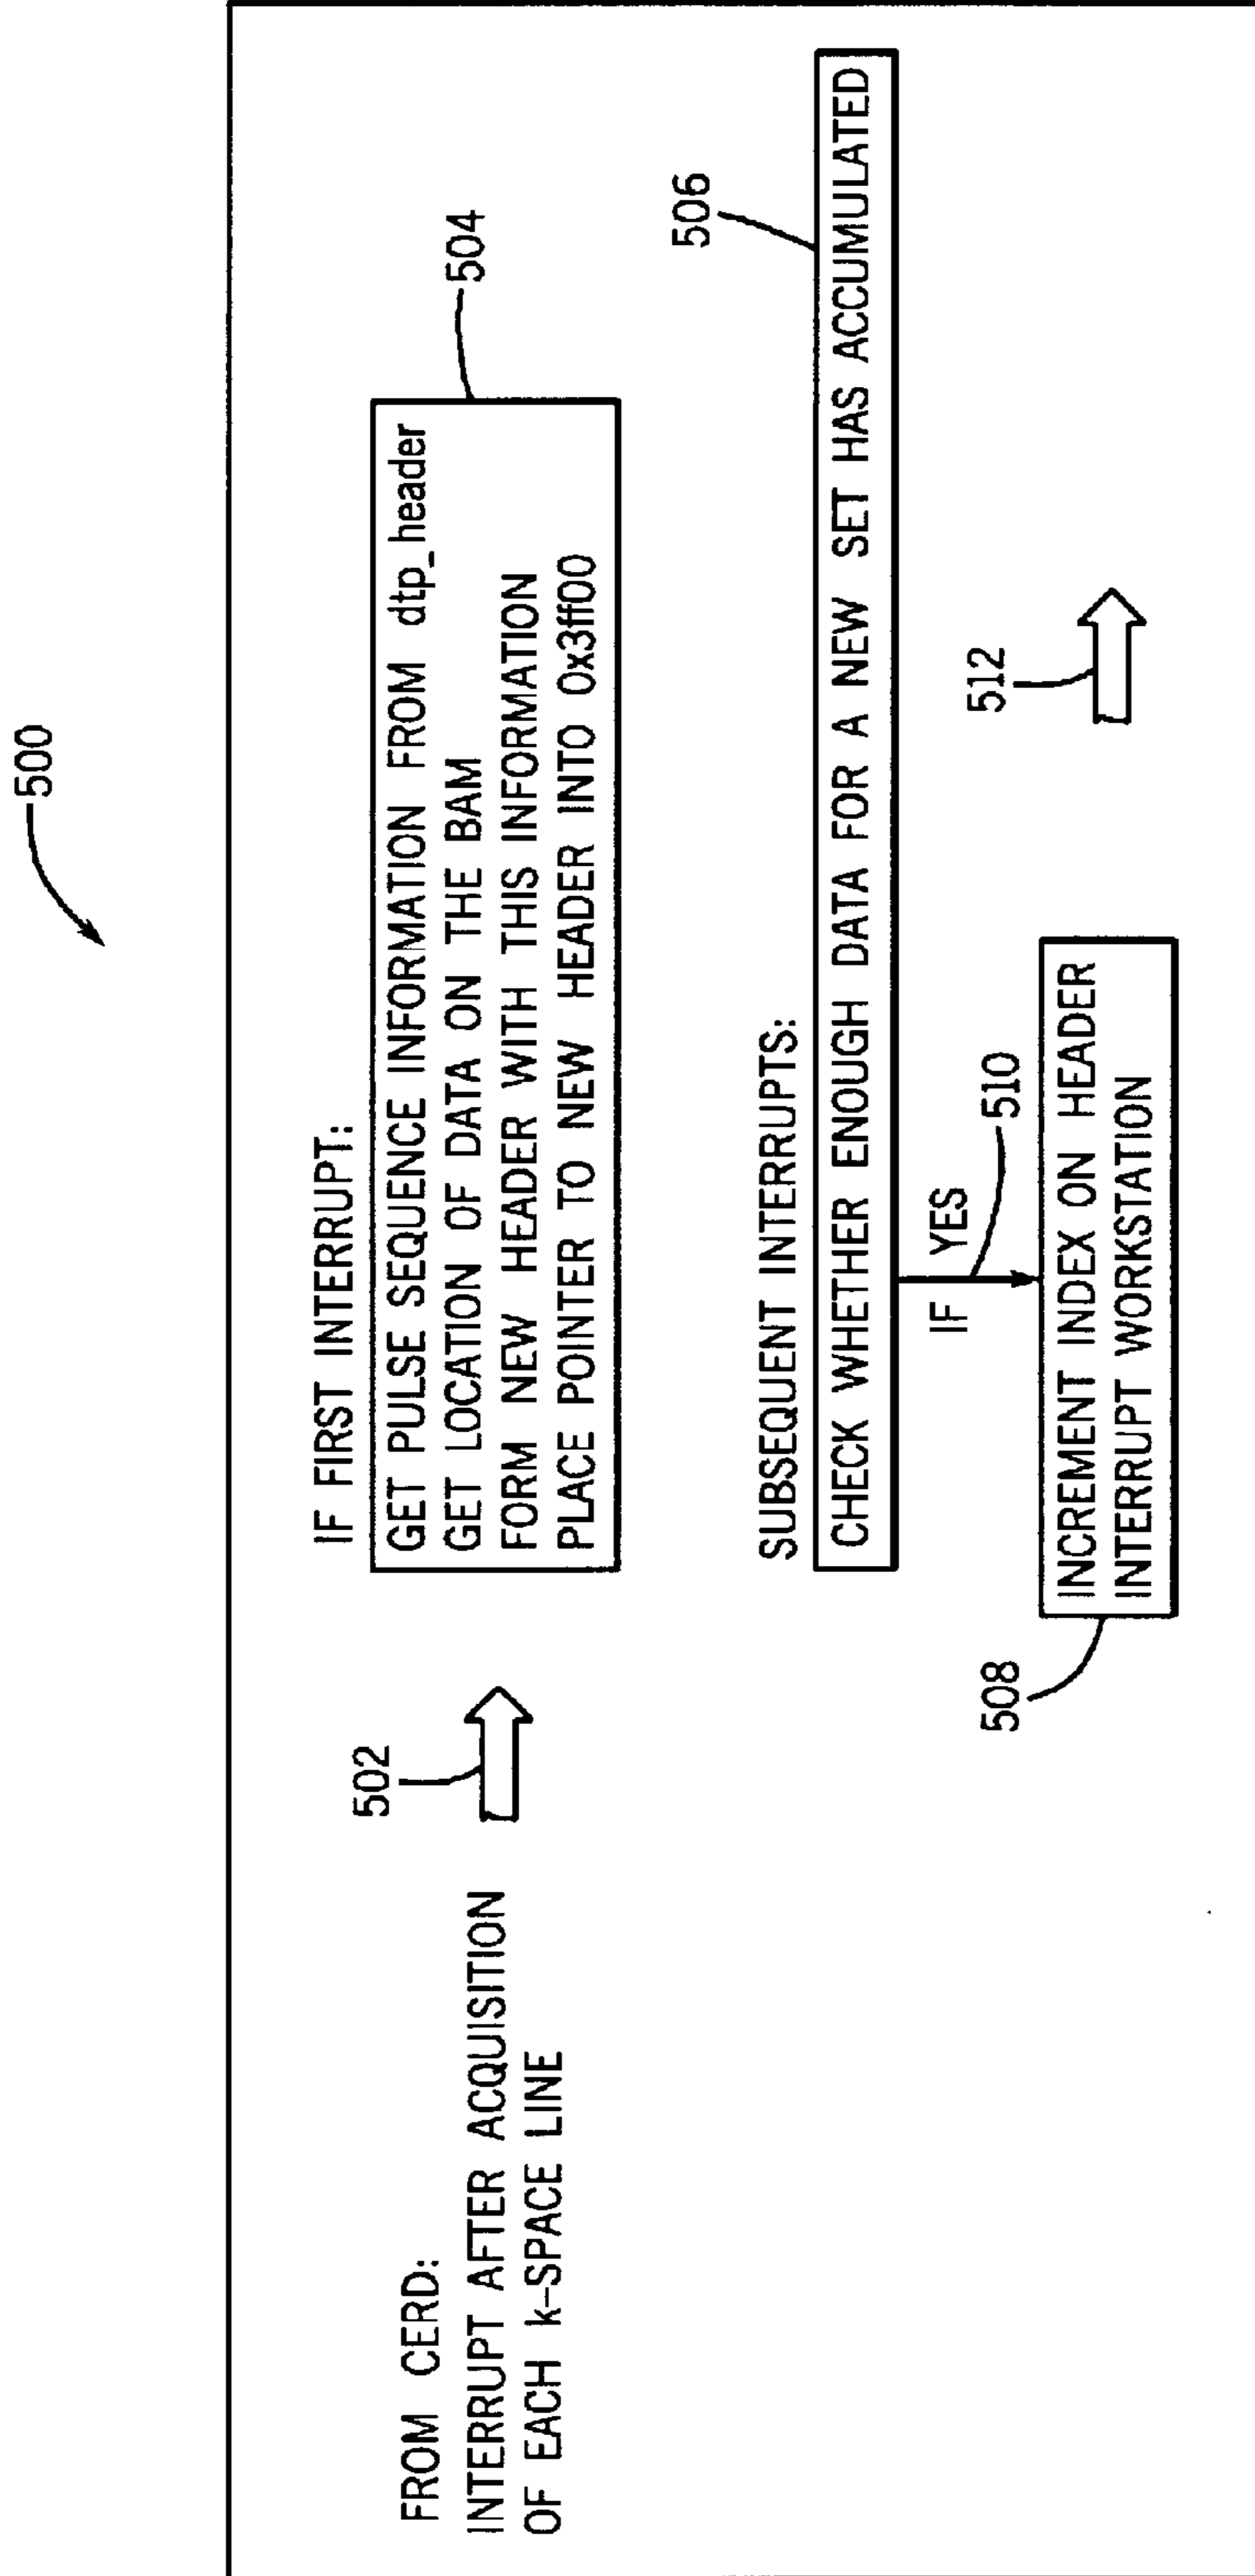 500
FROM CERD:
INTERRUPT AFTER ACQUISITION
OF EACH k-SPACE LINE
502
IF FIRST INTERRUPT:
GET PULSE SEQUENCE INFORMATION FROM dtp_header
GET LOCATION OF DATA ON THE BAM
FORM NEW HEADER WITH THIS INFORMATION
PLACE POINTER TO NEW HEADER INTO 0x3ff00
504
SUBSEQUENT INTERRUPTS:
506
CHECK WHETHER ENOUGH DATA FOR A NEW SET HAS ACCUMULATED
IF YES
510
508
INCREMENT INDEX ON HEADER
INTERRUPT WORKSTATION
512